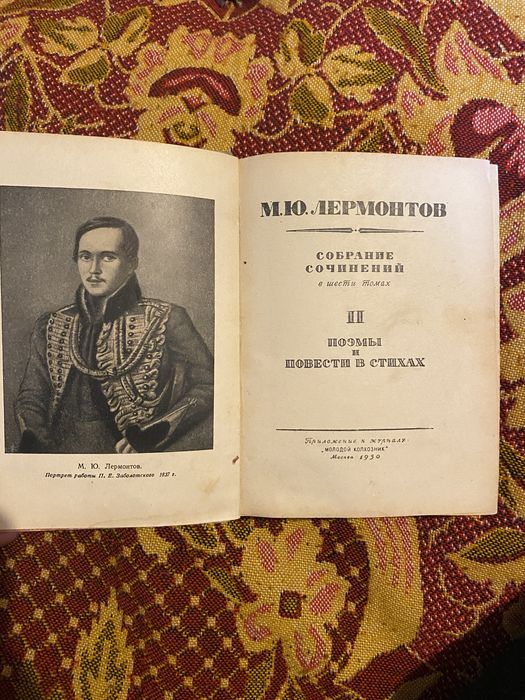 М. Ю. Лермонтов.
Портрет работы П. Е. Заболотского 1837 г.
М.Ю. ЛЕРМОНТОВ
СОБРАНИЕ
СОЧИНЕНИЙ
в шести томах
II
ПОЭМЫ
и
ПОВЕСТИ В СТИХАХ
Приложение к журналу
„МОЛОДОЙ КОЛХОЗНИК"
Москва 1950